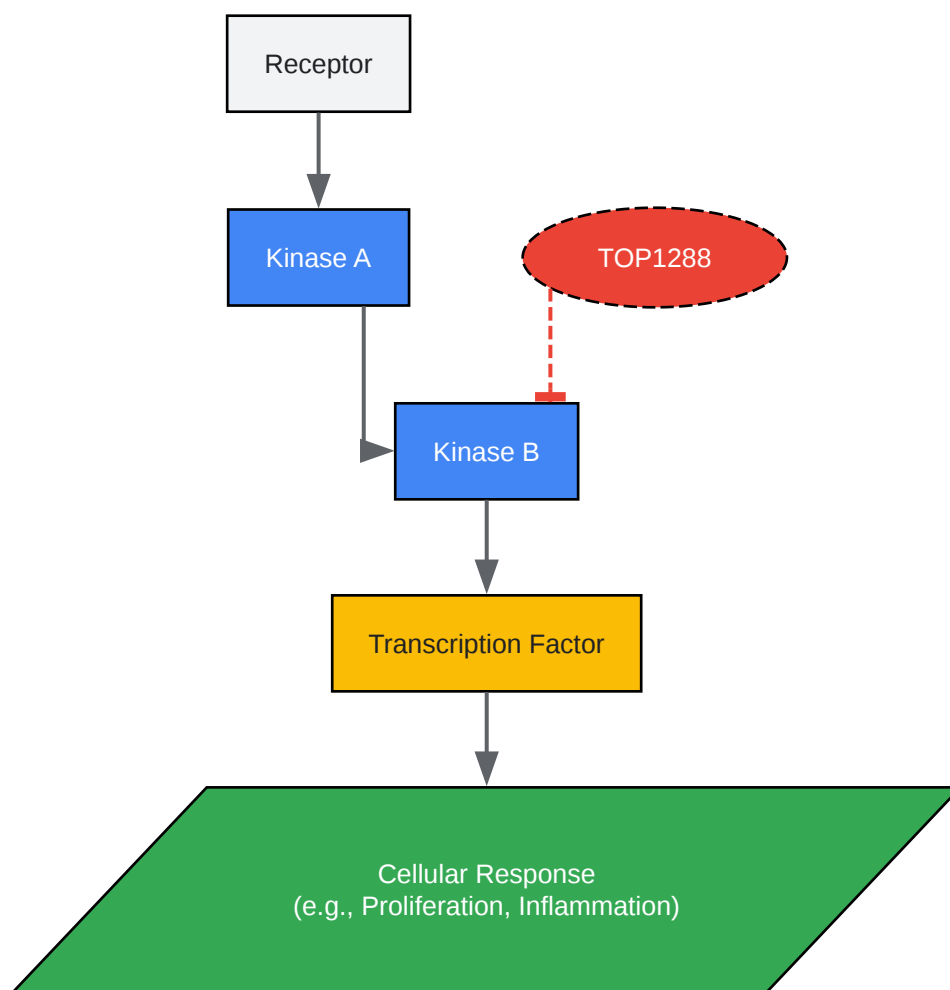 Receptor
Kinase A
TOP1288
Kinase B
Transcription Factor
Cellular Response
(e.g., Proliferation, Inflammation)